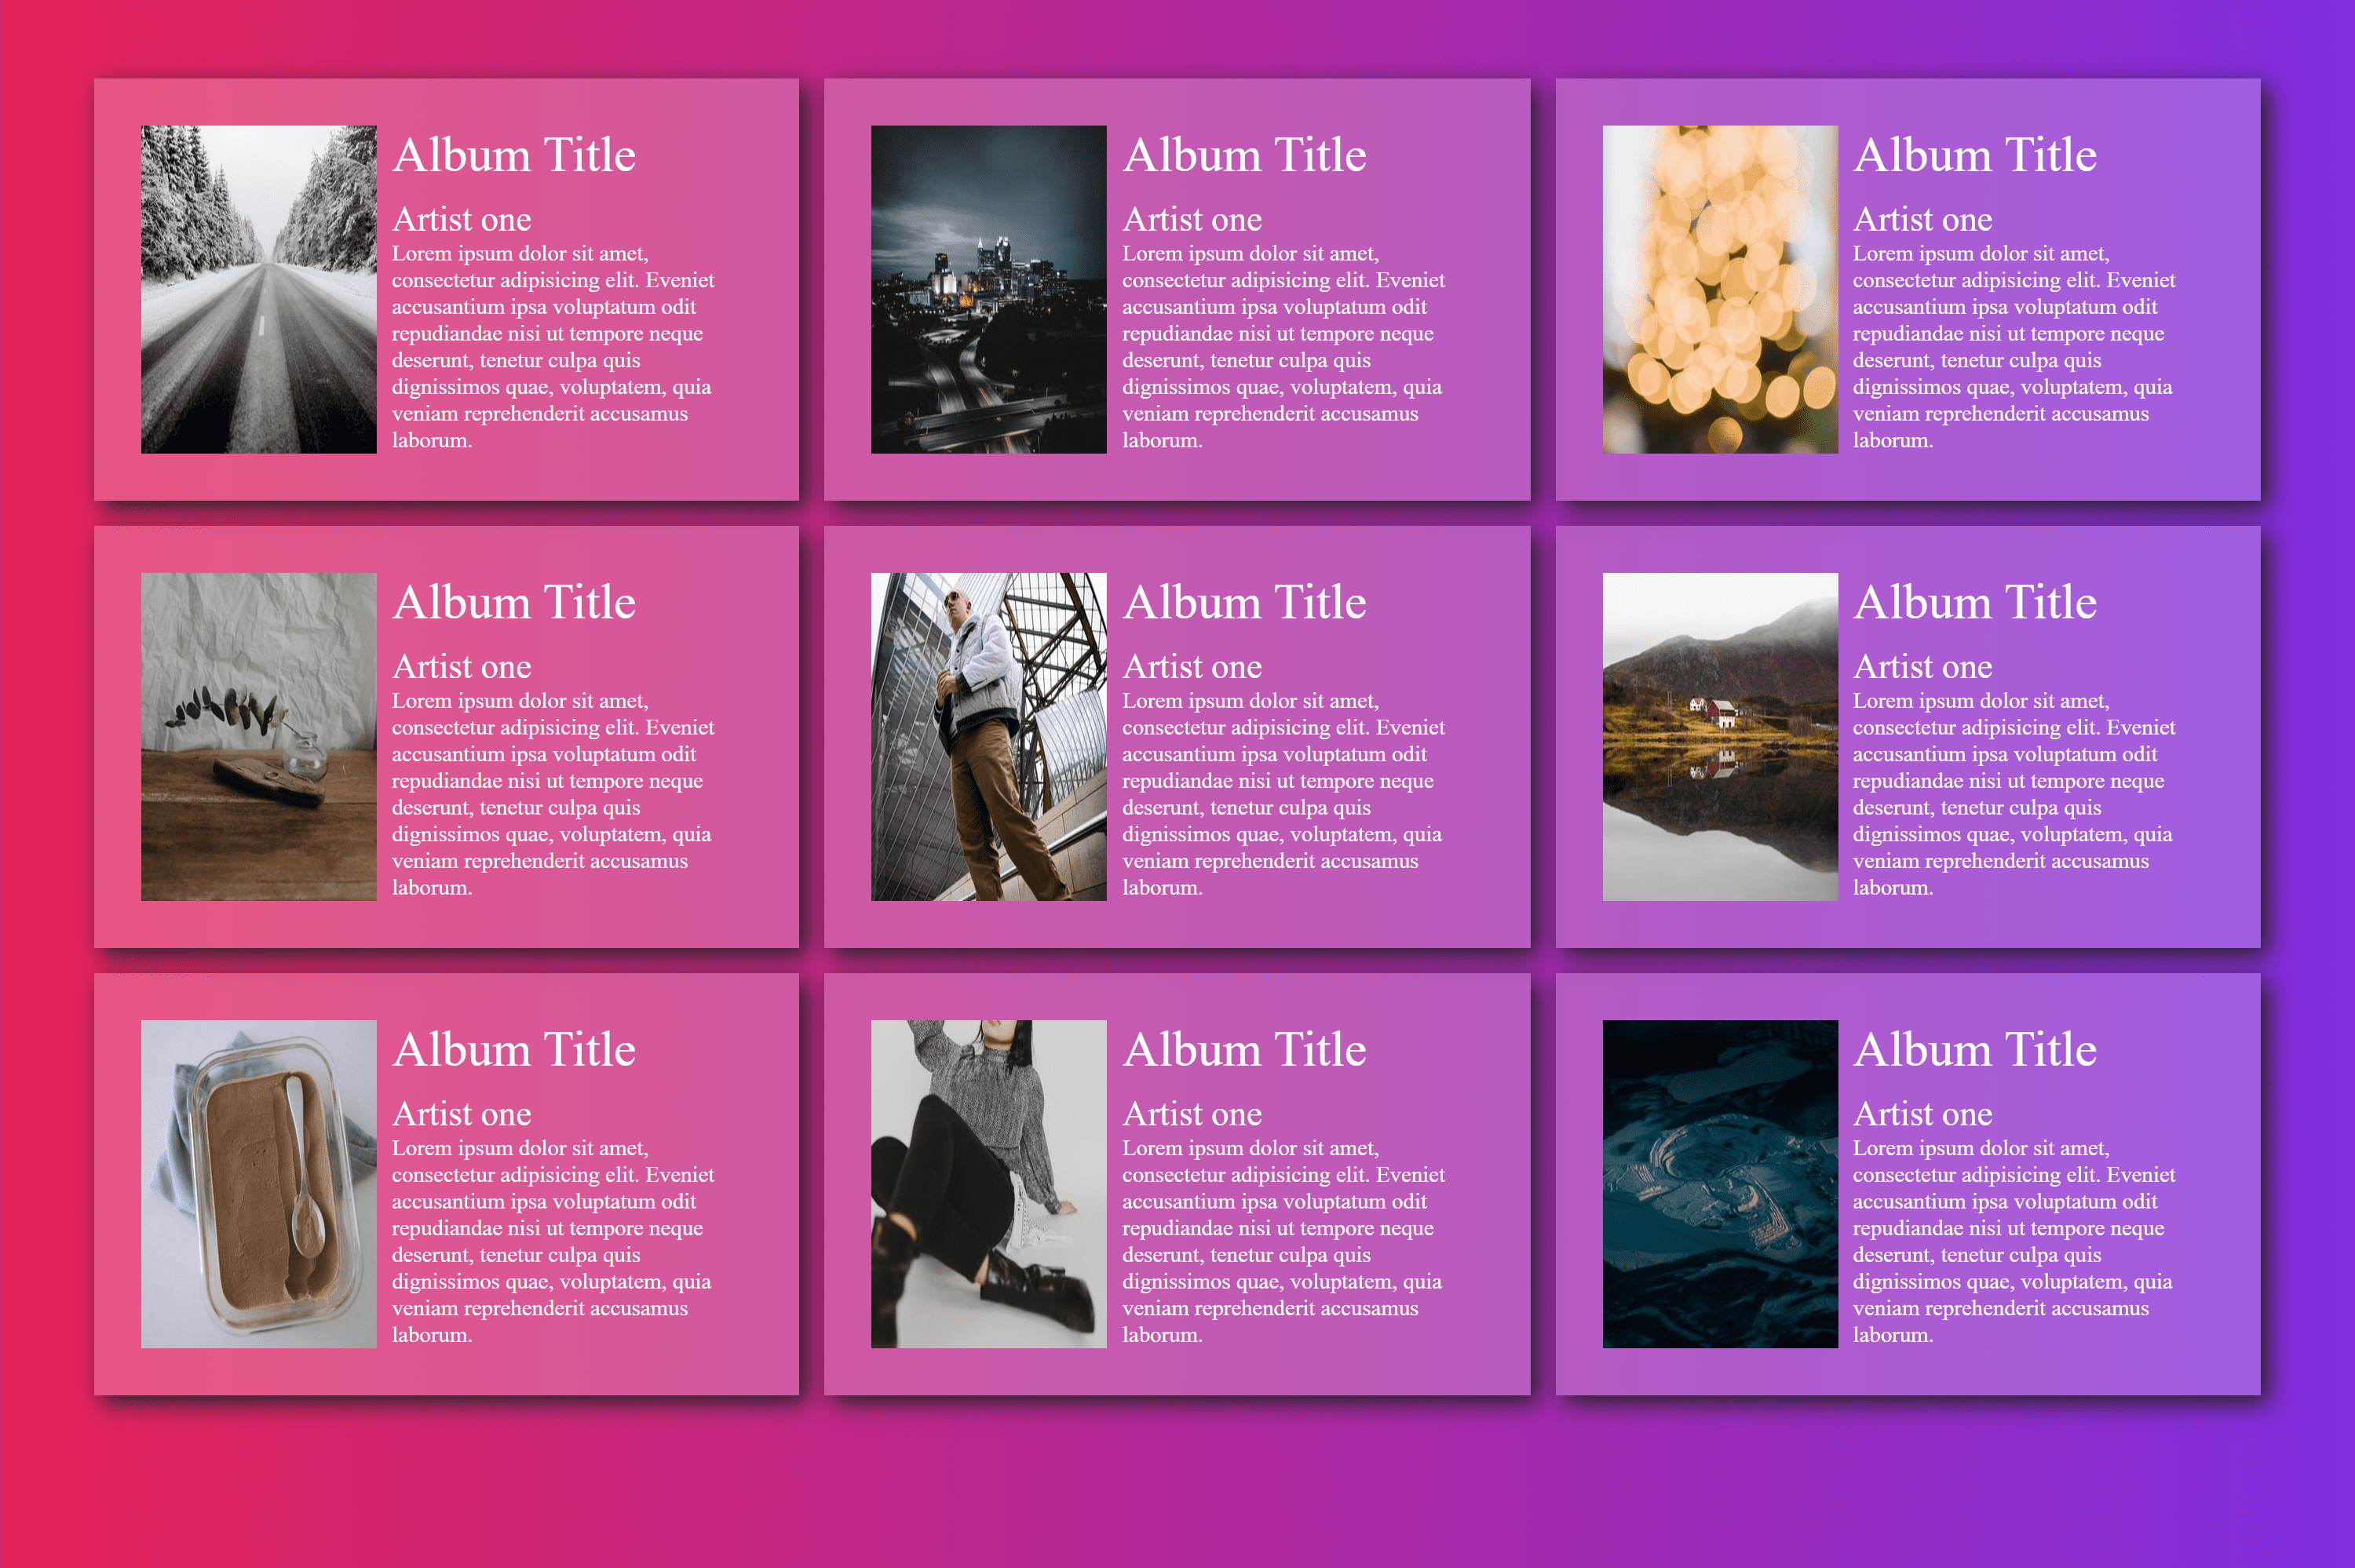 Album Title
Artist one
Lorem ipsum dolor sit amet,
consectetur adipisicing elit. Eveniet
accusantium ipsa voluptatum odit
repudiandae nisi ut tempore neque
deserunt, tenetur culpa quis
dignissimos quae, voluptatem, quia
veniam reprehenderit accusamus
laborum.
Album Title
Artist one
Lorem ipsum dolor sit amet,
consectetur adipisicing elit. Eveniet
accusantium ipsa voluptatum odit
repudiandae nisi ut tempore neque
deserunt, tenetur culpa quis
dignissimos quae, voluptatem, quia
veniam reprehenderit accusamus
laborum.
Album Title
Artist one
Lorem ipsum dolor sit amet,
consectetur adipisicing elit. Eveniet
accusantium ipsa voluptatum odit
repudiandae nisi ut tempore neque
deserunt, tenetur culpa quis
dignissimos quae, voluptatem, quia
veniam reprehenderit accusamus
laborum.
Album Title
Artist one
Lorem ipsum dolor sit amet,
consectetur adipisicing elit. Eveniet
accusantium ipsa voluptatum odit
repudiandae nisi ut tempore neque
deserunt, tenetur culpa quis
dignissimos quae, voluptatem, quia
veniam reprehenderit accusamus
laborum.
Album Title
Artist one
Lorem ipsum dolor sit amet,
consectetur adipisicing elit. Eveniet
accusantium ipsa voluptatum odit
repudiandae nisi ut tempore neque
deserunt, tenetur culpa quis
dignissimos quae, voluptatem, quia
veniam reprehenderit accusamus
laborum.
Album Title
Artist one
Lorem ipsum dolor sit amet,
consectetur adipisicing elit. Eveniet
accusantium ipsa voluptatum odit
repudiandae nisi ut tempore neque
deserunt, tenetur culpa quis
dignissimos quae, voluptatem, quia
veniam reprehenderit accusamus
laborum.
Album Title
Artist one
Lorem ipsum dolor sit amet,
consectetur adipisicing elit. Eveniet
accusantium ipsa voluptatum odit
repudiandae nisi ut tempore neque
deserunt, tenetur culpa quis
dignissimos quae, voluptatem, quia
veniam reprehenderit accusamus
laborum.
Album Title
Artist one
Lorem ipsum dolor sit amet,
consectetur adipisicing elit. Eveniet
accusantium ipsa voluptatum odit
repudiandae nisi ut tempore neque
deserunt, tenetur culpa quis
dignissimos quae, voluptatem, quia
veniam reprehenderit accusamus
laborum.
Album Title
Artist one
Lorem ipsum dolor sit amet,
consectetur adipisicing elit. Eveniet
accusantium ipsa voluptatum odit
repudiandae nisi ut tempore neque
deserunt, tenetur culpa quis
dignissimos quae, voluptatem, quia
veniam reprehenderit accusamus
laborum.